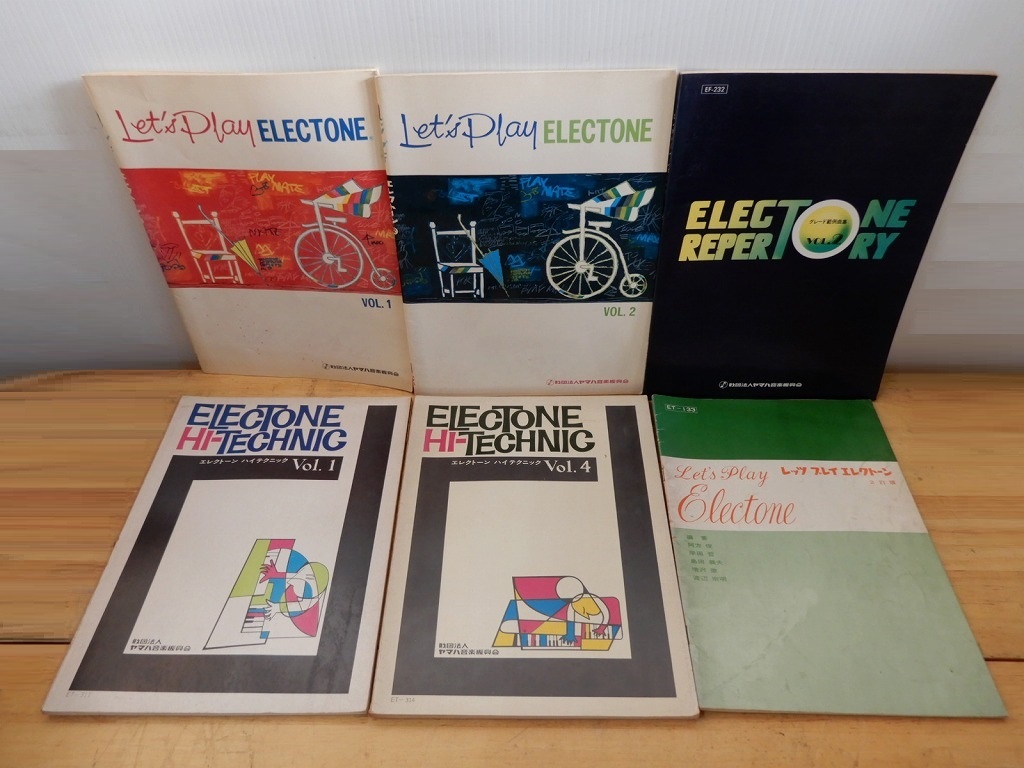 Let's Play ELECTONE
PLAY
MATE
VOL. 1
財団法人ヤマハ音楽振興会
Let's Play ELECTONE
PLAY
MATE
VOL. 2
財団法人ヤマハ音楽振興会
EF-232
ELECTONE
REPERTORY
グレード範例曲集
VOL.2
財団法人ヤマハ音楽振興会
ELECTONE
HI-TECHNIC
エレクトーン ハイテクニック Vol. 1
財団法人
ヤマハ音楽振興会
ELECTONE
HI-TECHNIC
エレクトーン ハイテクニック Vol. 4
財団法人
ヤマハ音楽振興会
ET-133
Let's Play レッツ プレイ エレクトーン
Electone